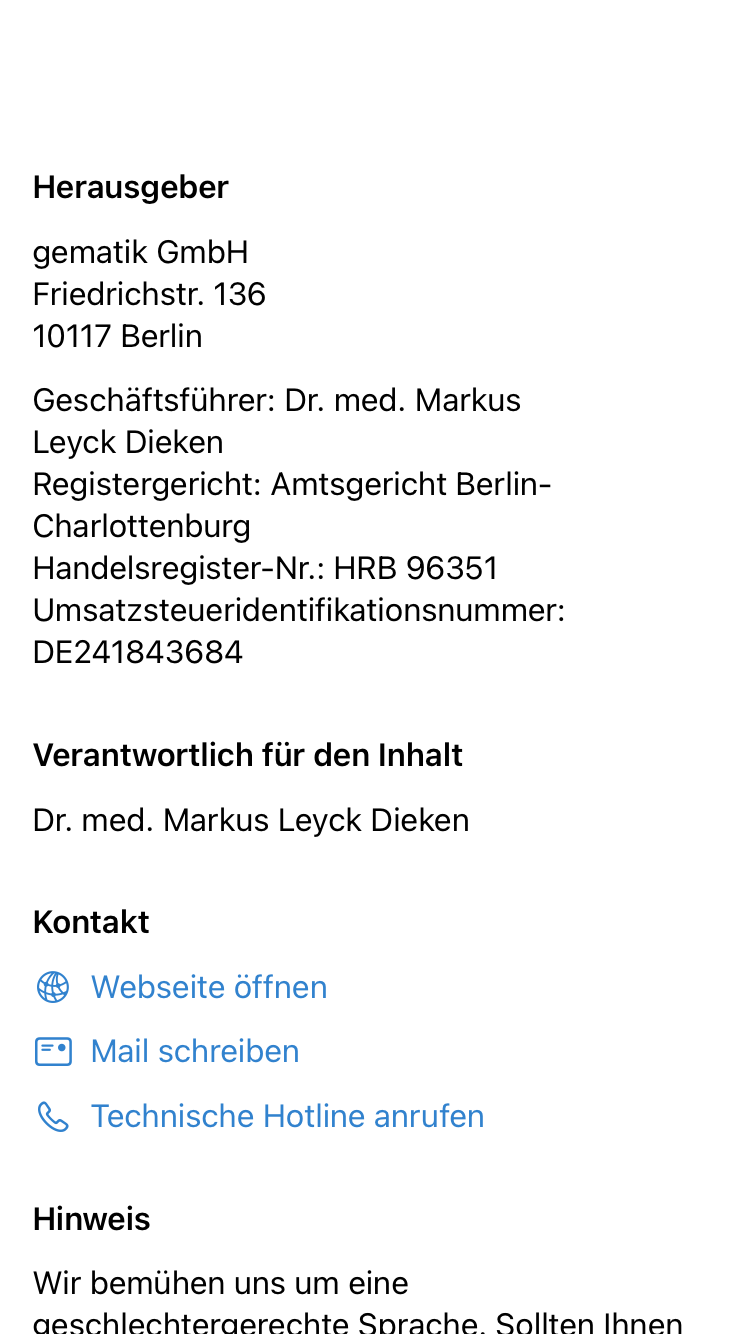 Herausgeber
gematik GmbH
Friedrichstr. 136
10117 Berlin
Geschäftsführer: Dr. med. Markus
Leyck Dieken
Registergericht: Amtsgericht Berlin-
Charlottenburg
Handelsregister-Nr.: HRB 96351
Umsatzsteueridentifikationsnummer:
DE241843684
Verantwortlich für den Inhalt
Dr. med. Markus Leyck Dieken
Kontakt
Webseite öffnen
Mail schreiben
Technische Hotline anrufen
Hinweis
Wir bemühen uns um eine
geschlechtergerechte Sprache. Sollten Ihnen